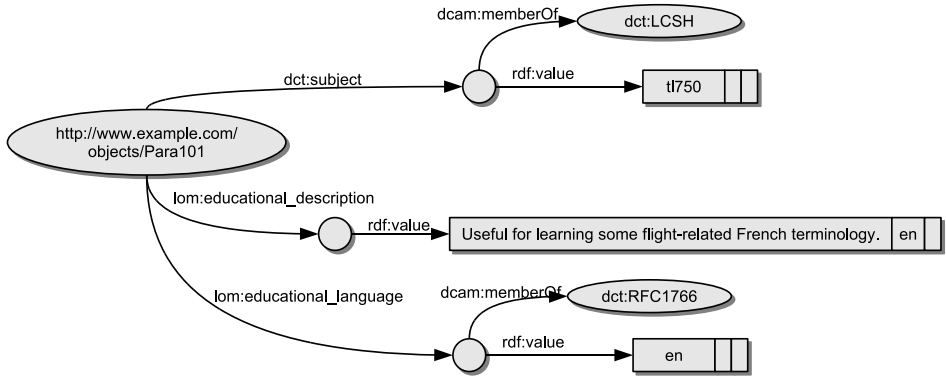 dcam:memberOf
dct:LCSH
dct:subject
rdf:value
tl750
http://www.example.com/
objects/Para101
lom:educational_description
rdf:value
Useful for learning some flight-related French terminology.
en
lom:educational_language
dcam:memberOf
dct:RFC1766
rdf:value
en